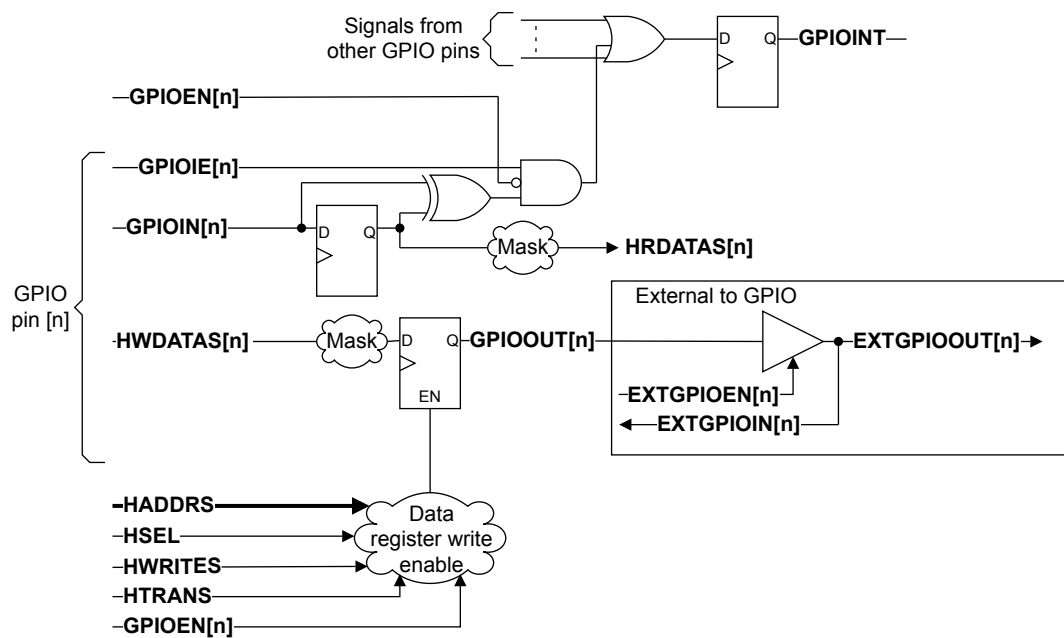 Signals from
other GPIO pins
D Q
GPIOINT
GPIOEN[n]
GPIOIE[n]
GPIOIN[n]
D Q
Mask
HRDATAS[n]
GPIO
pin [n]
External to GPIO
HWDATAS[n]
Mask
D Q
EN
GPIOOUT[n]
EXTGPIOOUT[n]
EXTGPIOEN[n]
EXTGPIOIN[n]
HADDRS
HSEL
HWRITES
HTRANS
GPIOEN[n]
Data
register write
enable